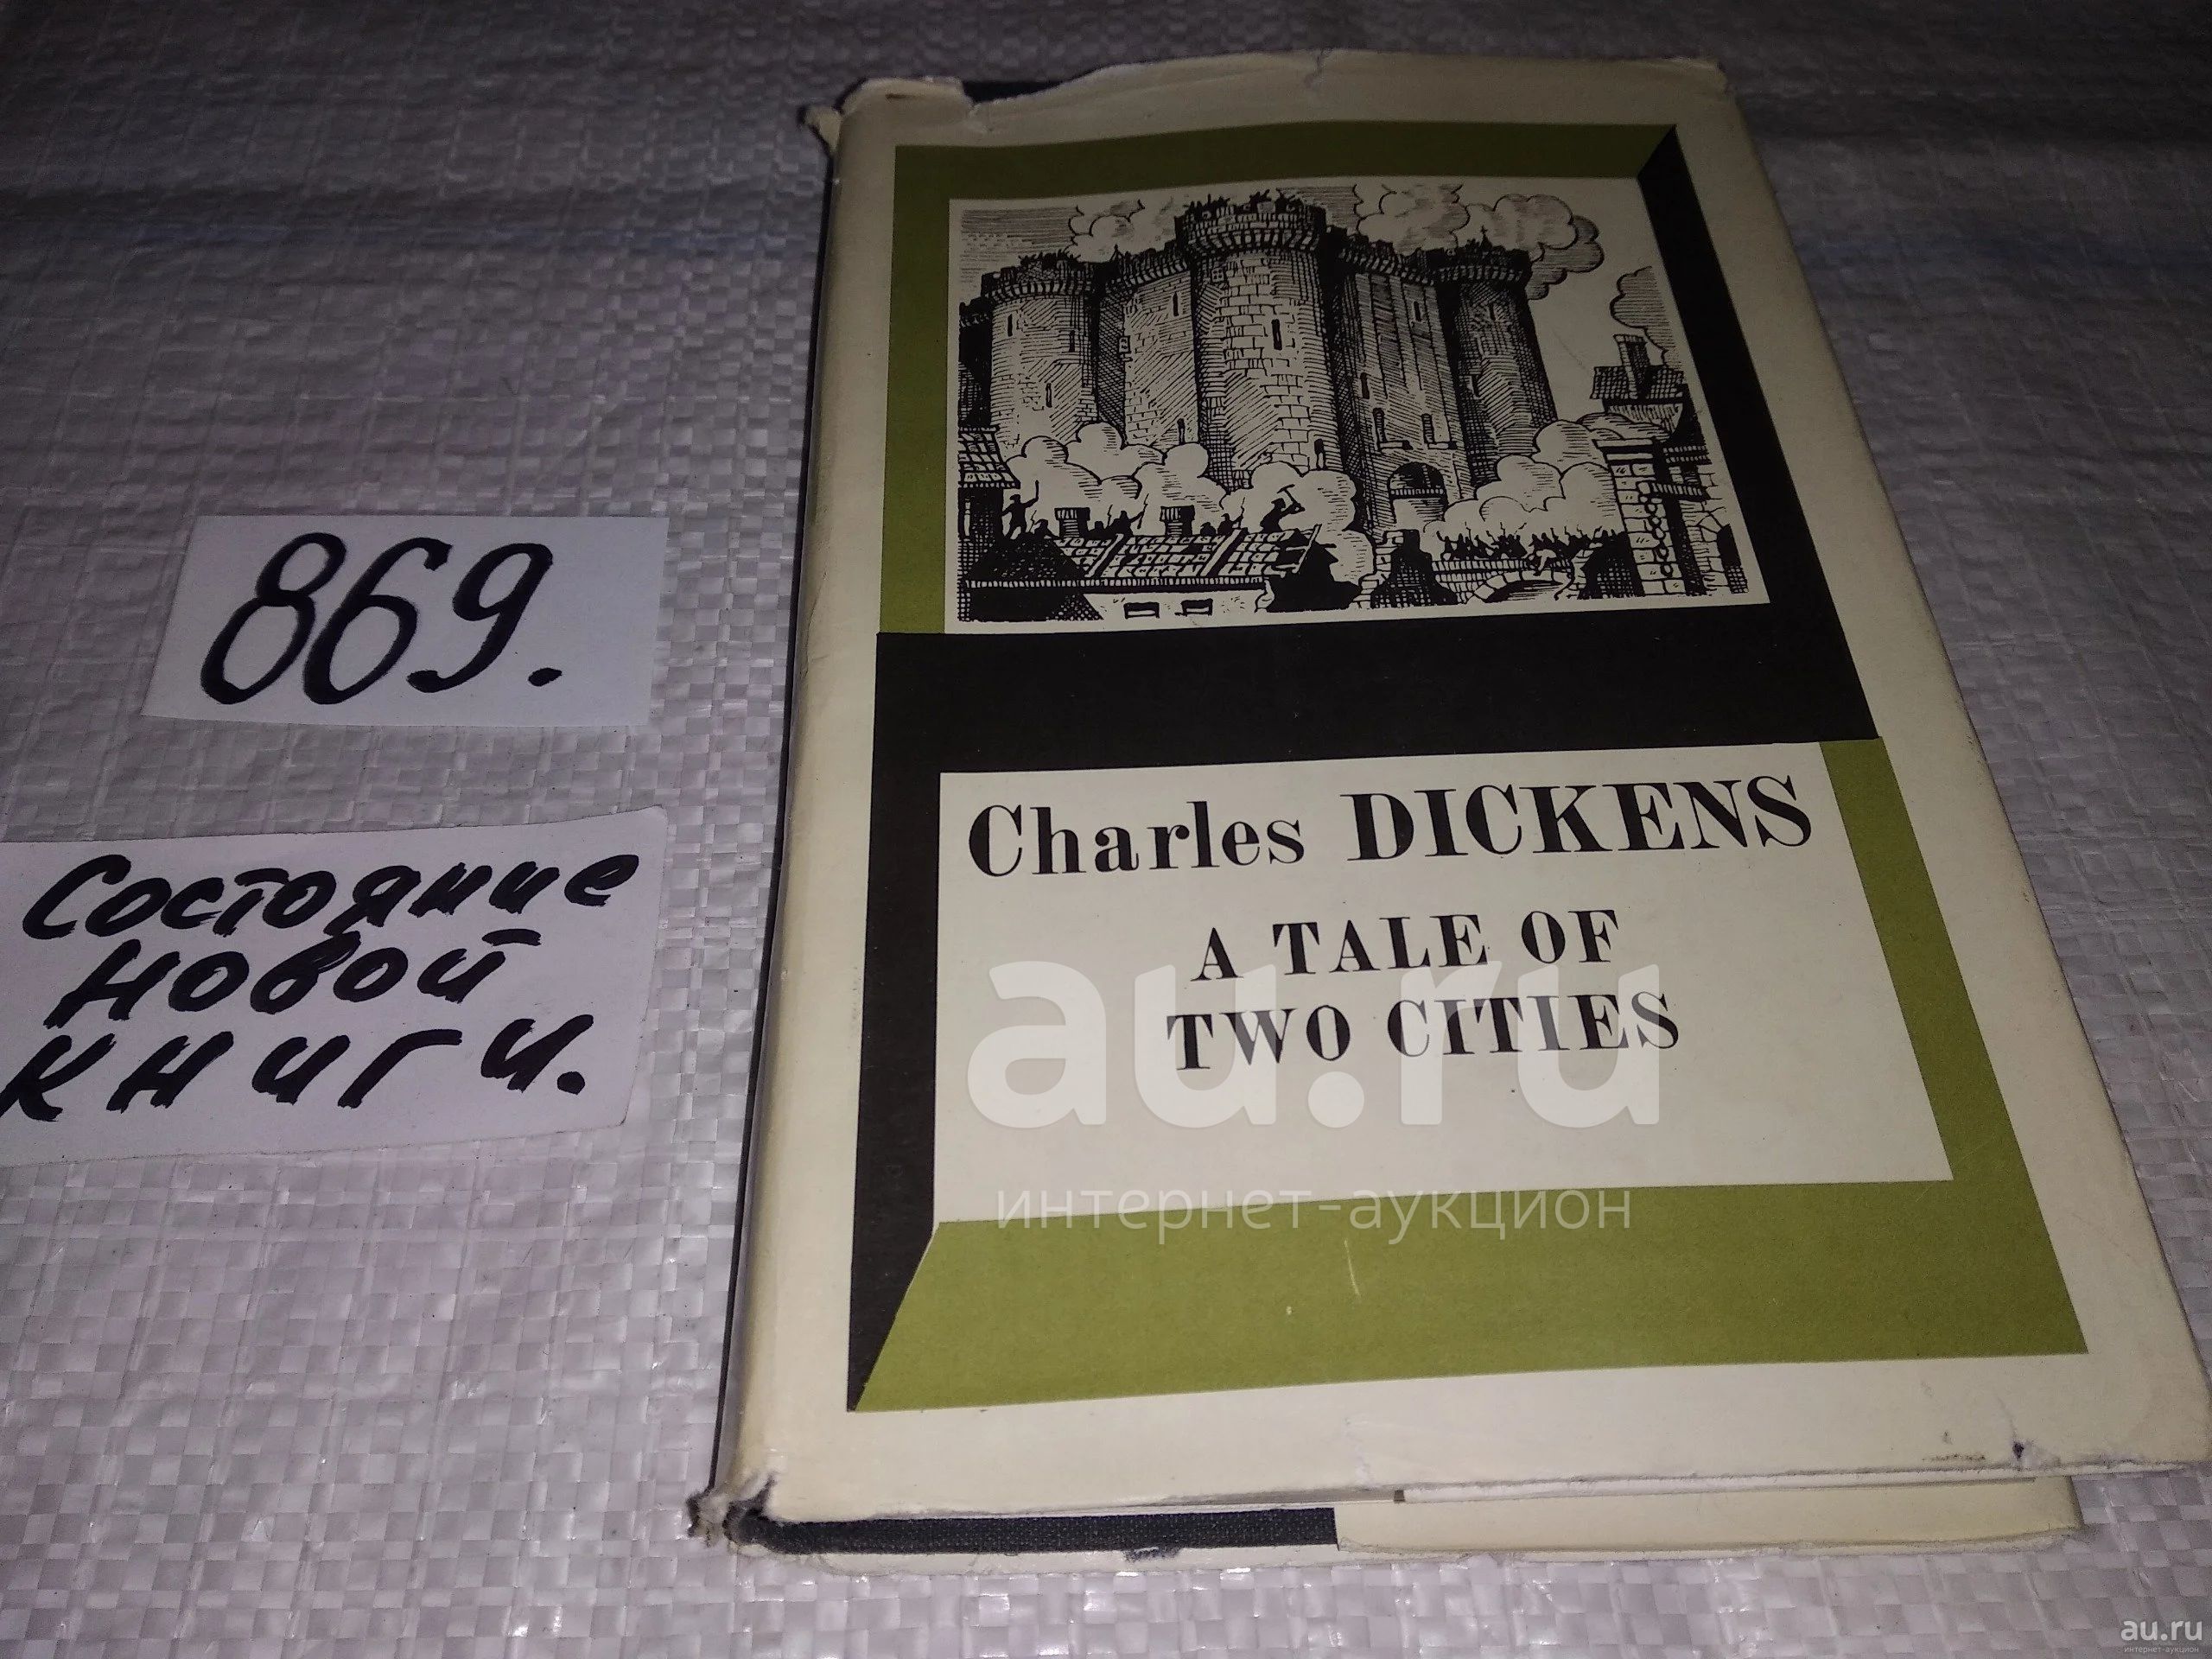 869.
Состояние
новой
книги.
Charles DICKENS
A TALE OF
TWO CITIES
au.ru
интернет-аукцион
au.ru
интернет-аукцион